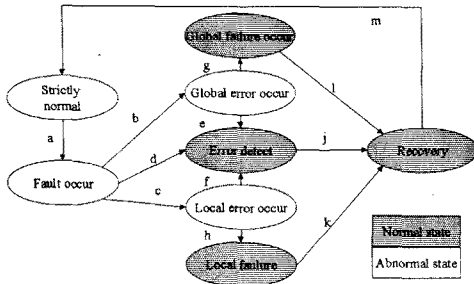 m
Global failure occur
g
l
Strictly
normal
b
Global error occur
a
e
d
Error detect
j
Recovery
Fault occur
c
f
Local error occur
k
h
Normal state
Local failure
Abnormal state